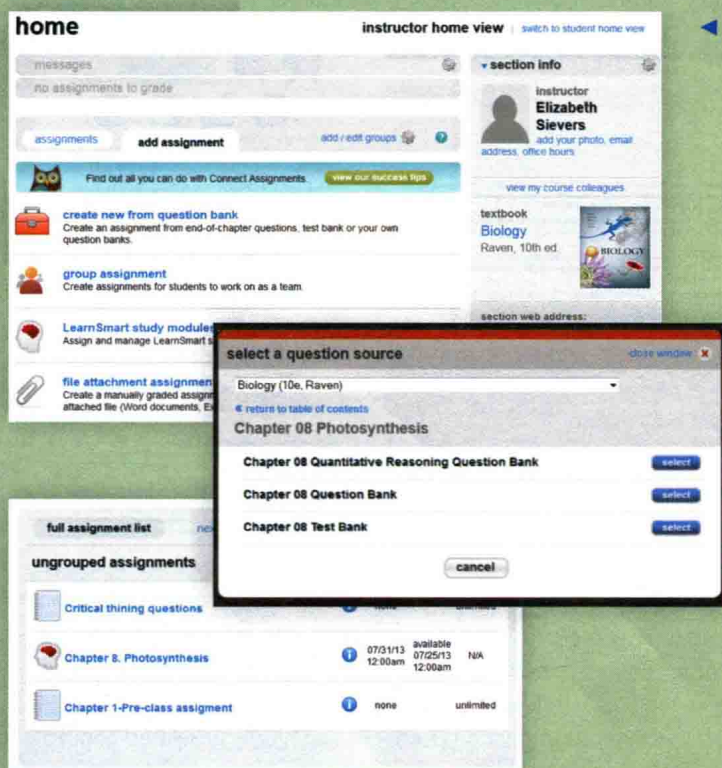 home
instructor home view | switch to student home view
messages
no assignments to grade
assignments
add assignment
add / edit groups
Find out all you can do with Connect Assignments.
view our success tips
create new from question bank
Create an assignment from end-of-chapter questions, test bank or your own
question banks.
group assignment
Create assignments for students to work on as a team.
LearnSmart study modules
Assign and manage LearnSmart s
file attachment assignmen
Create a manually graded assignm
attached file (Word documents, Ex
section info
instructor
Elizabeth
Sievers
add your photo, email
address, office hours
view my course colleagues
textbook
Biology
Raven, 10th ed
BIOLOGY
section web address:
select a question source
close window
Biology (10e, Raven)
return to table of contents
Chapter 08 Photosynthesis
Chapter 08 Quantitative Reasoning Question Bank
select
Chapter 08 Question Bank
select
Chapter 08 Test Bank
select
cancel
full assignment list
ungrouped assignments
Critical thining questions
none
unlimited
Chapter 8. Photosynthesis
07/31/13
12:00am
available
07/25/13
12:00am
N/A
Chapter 1-Pre-class assigment
none
unlimited